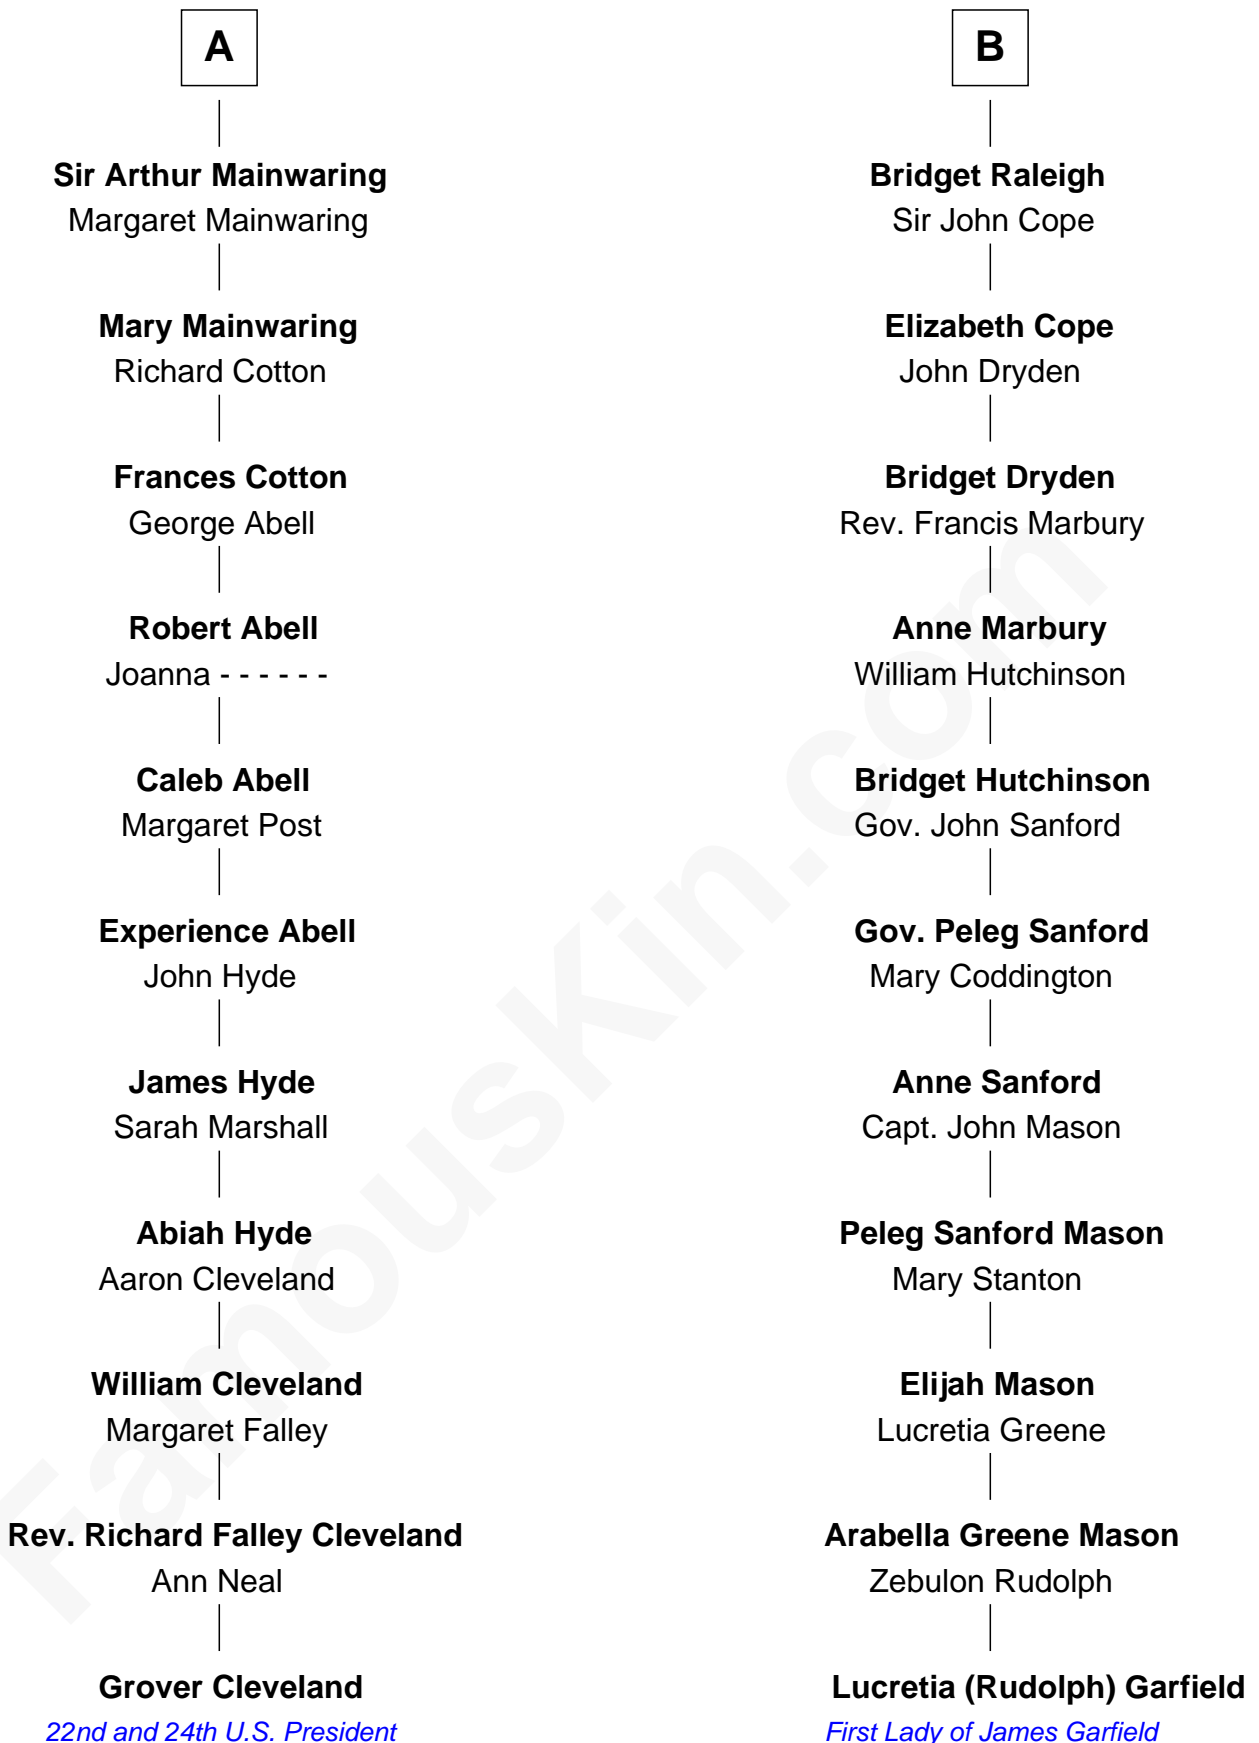 A
Sir Arthur Mainwaring
Margaret Mainwaring
Mary Mainwaring
Richard Cotton
Frances Cotton
George Abell
Robert Abell
Joanna - - - - - -
Caleb Abell
Margaret Post
Experience Abell
John Hyde
James Hyde
Sarah Marshall
Abiah Hyde
Aaron Cleveland
William Cleveland
Margaret Falley
Rev. Richard Falley Cleveland
Ann Neal
Grover Cleveland
22nd and 24th U.S. President
B
Bridget Raleigh
Sir John Cope
Elizabeth Cope
John Dryden
Bridget Dryden
Rev. Francis Marbury
Anne Marbury
William Hutchinson
Bridget Hutchinson
Gov. John Sanford
Gov. Peleg Sanford
Mary Coddington
Anne Sanford
Capt. John Mason
Peleg Sanford Mason
Mary Stanton
Elijah Mason
Lucretia Greene
Arabella Greene Mason
Zebulon Rudolph
Lucretia (Rudolph) Garfield
First Lady of James Garfield
FamousKin.com